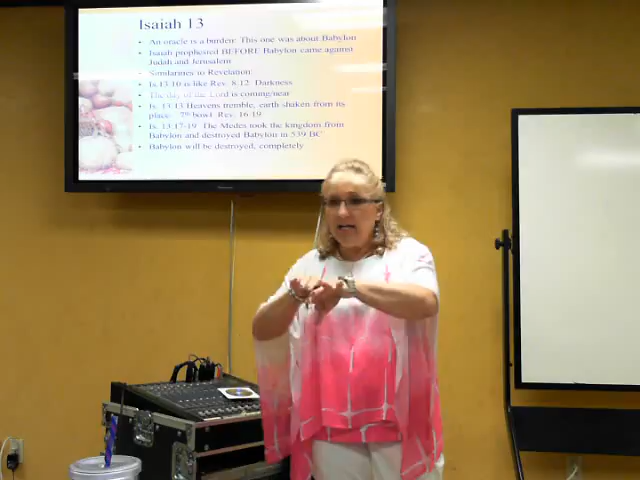 Isaiah 13
• An oracle is a burden: This one was about Babylon
• Isaiah prophesied BEFORE Babylon came against
Judah and Jerusalem
• Similarities to Revelation:
• Is.13:10 is like Rev. 8:12 Darkness
• The day of the Lord is coming/near
• Is. 13:13 Heavens tremble, earth shaken from its
place. 7th bowl Rev. 16:19
• Is. 13:17-19 The Medes took the kingdom from
Babylon and destroyed Babylon in 539 BC
• Babylon will be destroyed, completely